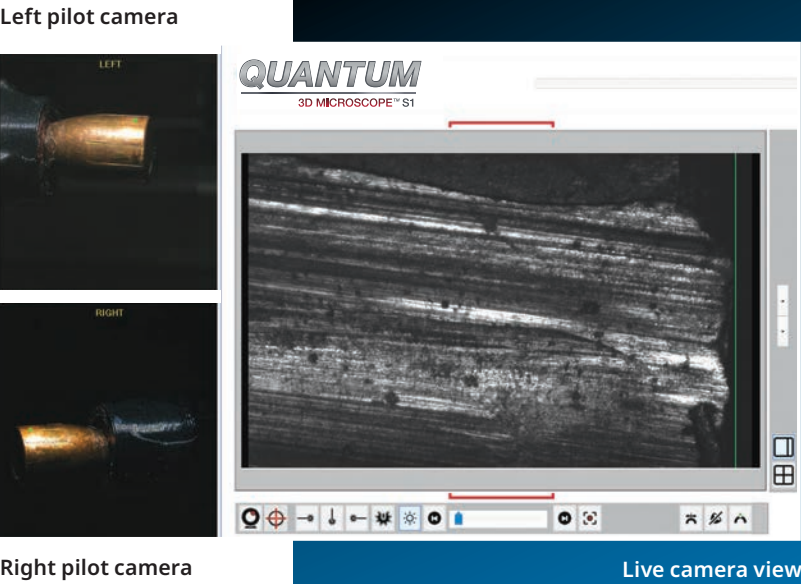 Left pilot camera
LEFT
QUANTUM
3D MICROSCOPE™ S1
RIGHT
Right pilot camera
Live camera view